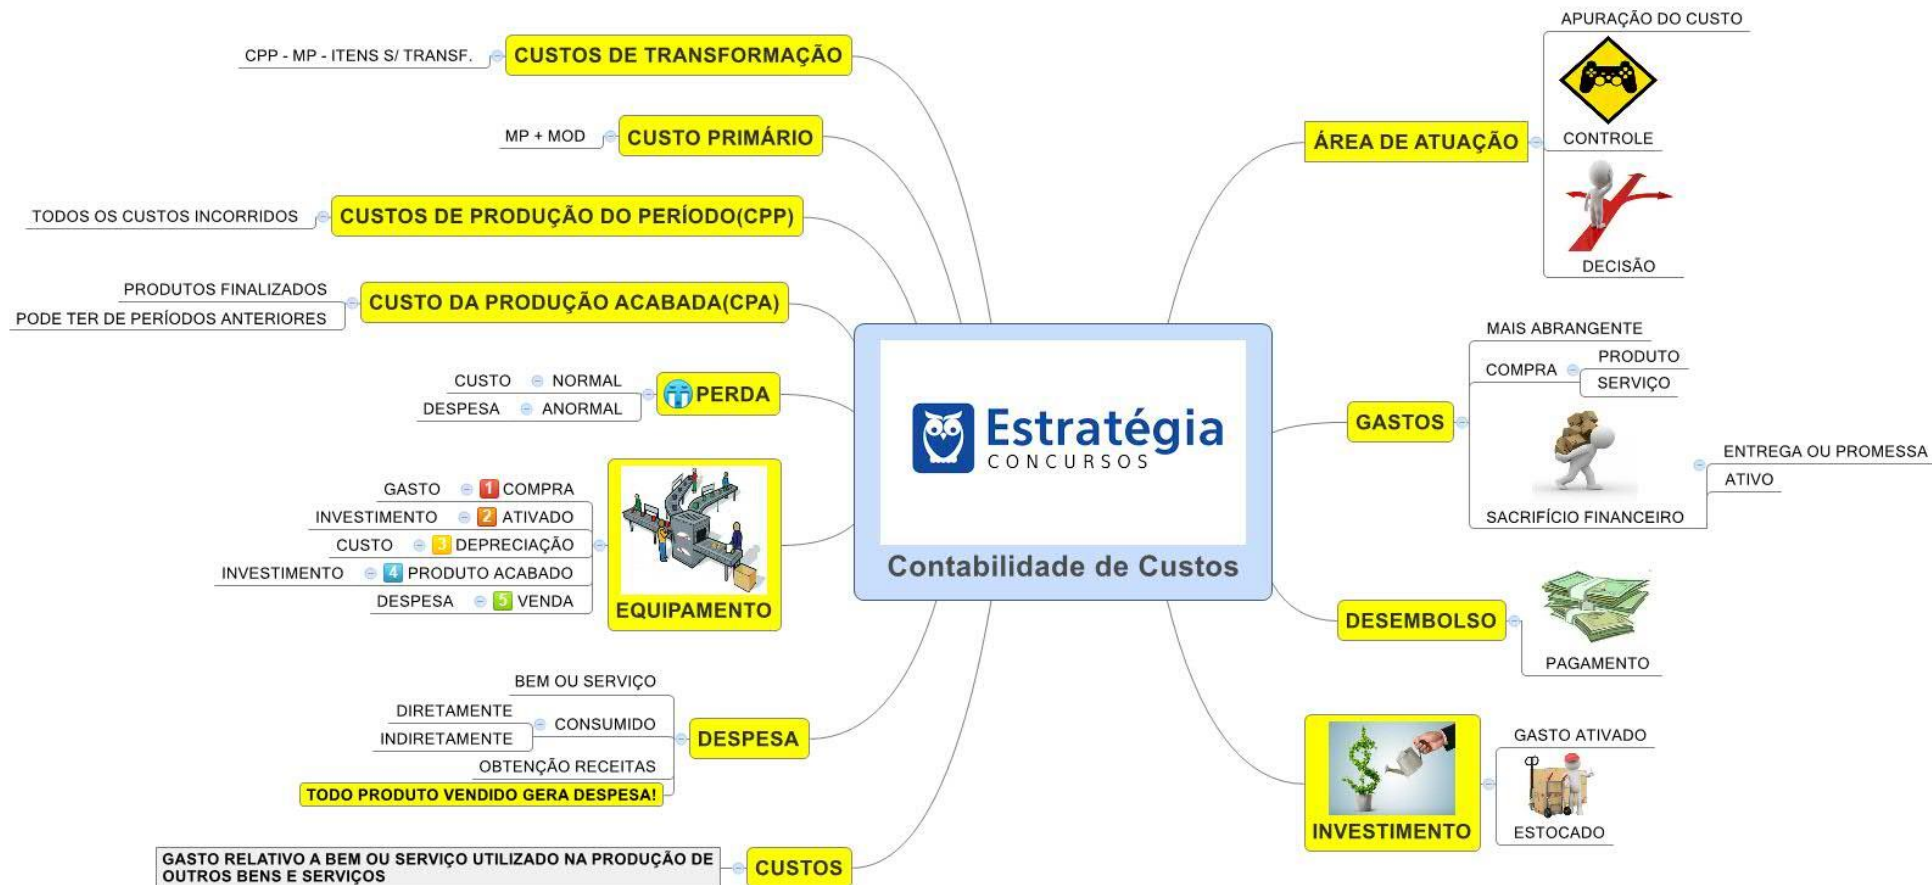 CUSTOS DE TRANSFORMAÇÃO
CPP - MP - ITENS S/ TRANSF.
CUSTO PRIMÁRIO
MP + MOD
CUSTOS DE PRODUÇÃO DO PERÍODO(CPP)
TODOS OS CUSTOS INCORRIDOS
CUSTO DA PRODUÇÃO ACABADA(CPA)
PRODUTOS FINALIZADOS
PODE TER DE PERÍODOS ANTERIORES
PERDA
NORMAL
CUSTO
ANORMAL
DESPESA
EQUIPAMENTO
1 COMPRA
GASTO
2 ATIVADO
INVESTIMENTO
3 DEPRECIAÇÃO
CUSTO
4 PRODUTO ACABADO
INVESTIMENTO
5 VENDA
DESPESA
DESPESA
BEM OU SERVIÇO
CONSUMIDO
DIRETAMENTE
INDIRETAMENTE
OBTENÇÃO RECEITAS
TODO PRODUTO VENDIDO GERA DESPESA!
CUSTOS
GASTO RELATIVO A BEM OU SERVIÇO UTILIZADO NA PRODUÇÃO DE
OUTROS BENS E SERVIÇOS
Estratégia
CONCURSOS
Contabilidade de Custos
ÁREA DE ATUAÇÃO
APURAÇÃO DO CUSTO
CONTROLE
DECISÃO
GASTOS
MAIS ABRANGENTE
COMPRA
PRODUTO
SERVIÇO
SACRIFÍCIO FINANCEIRO
ENTREGA OU PROMESSA
ATIVO
DESEMBOLSO
PAGAMENTO
INVESTIMENTO
GASTO ATIVADO
ESTOCADO